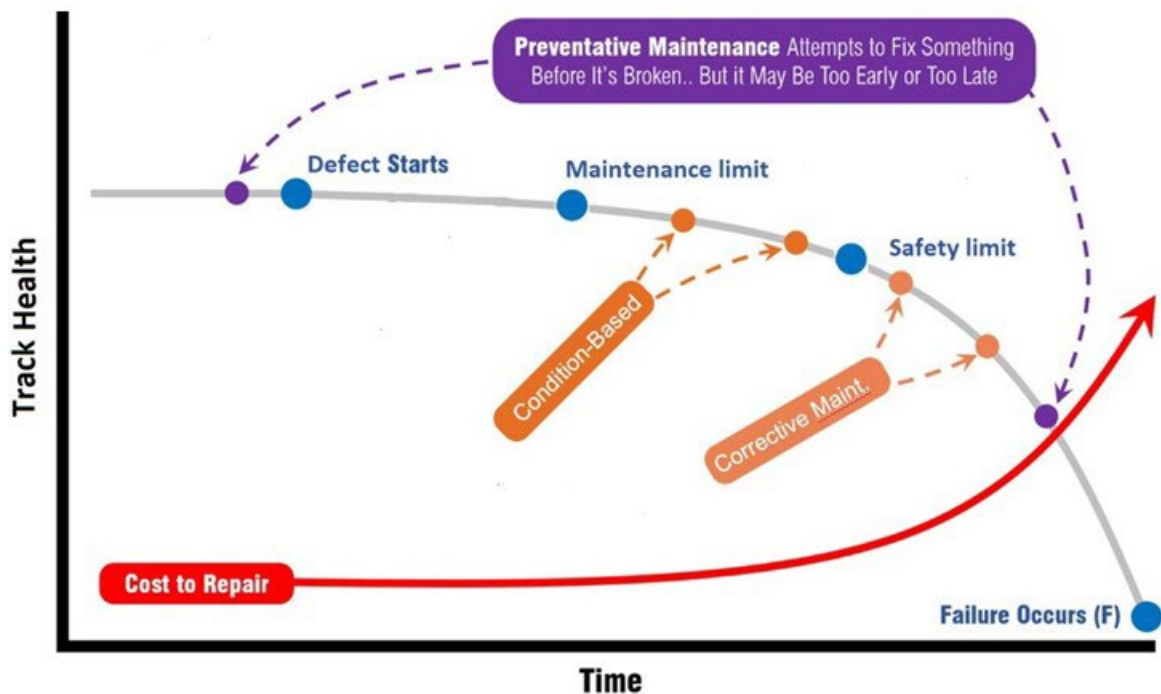 Preventative Maintenance Attempts to Fix Something
Before It's Broken.. But it May Be Too Early or Too Late
Defect Starts
Maintenance limit
Safety limit
Condition-Based
Corrective Maint.
Track Health
Cost to Repair
Failure Occurs (F)
Time